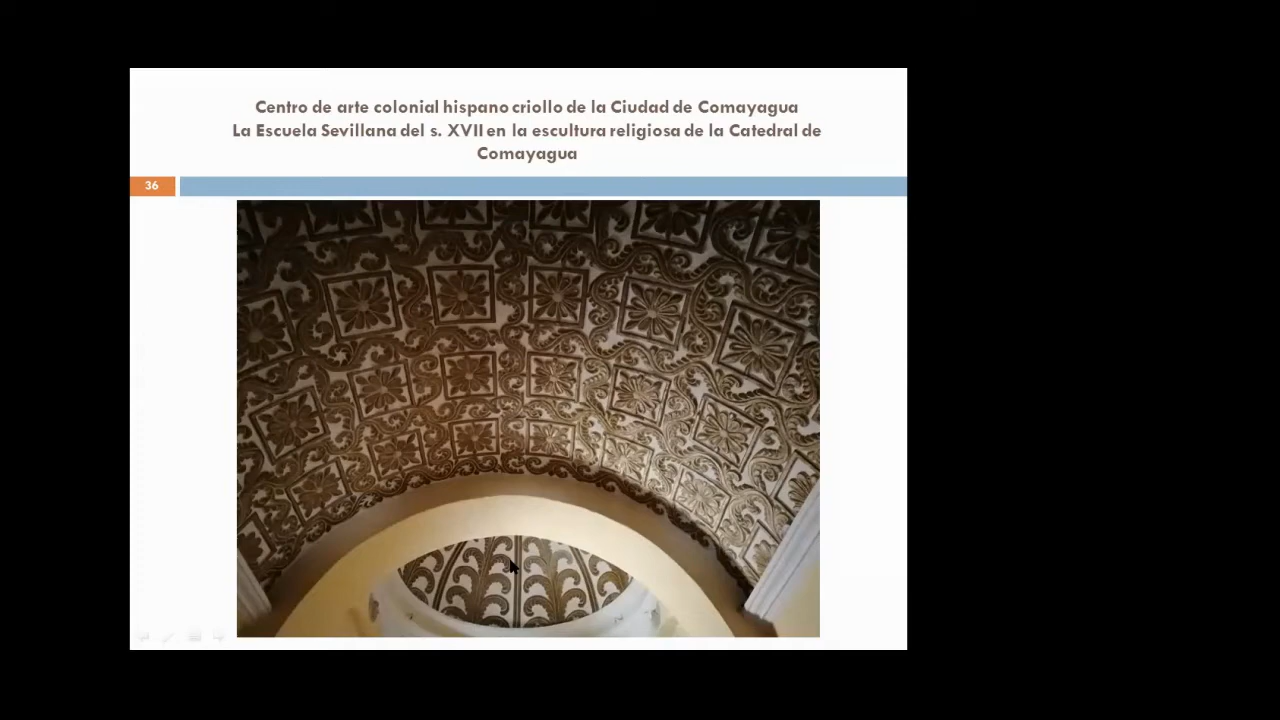 Centro de arte colonial hispano criollo de la Ciudad de Comayagua
La Escuela Sevillana del s. XVII en la escultura religiosa de la Catedral de
Comayagua
36